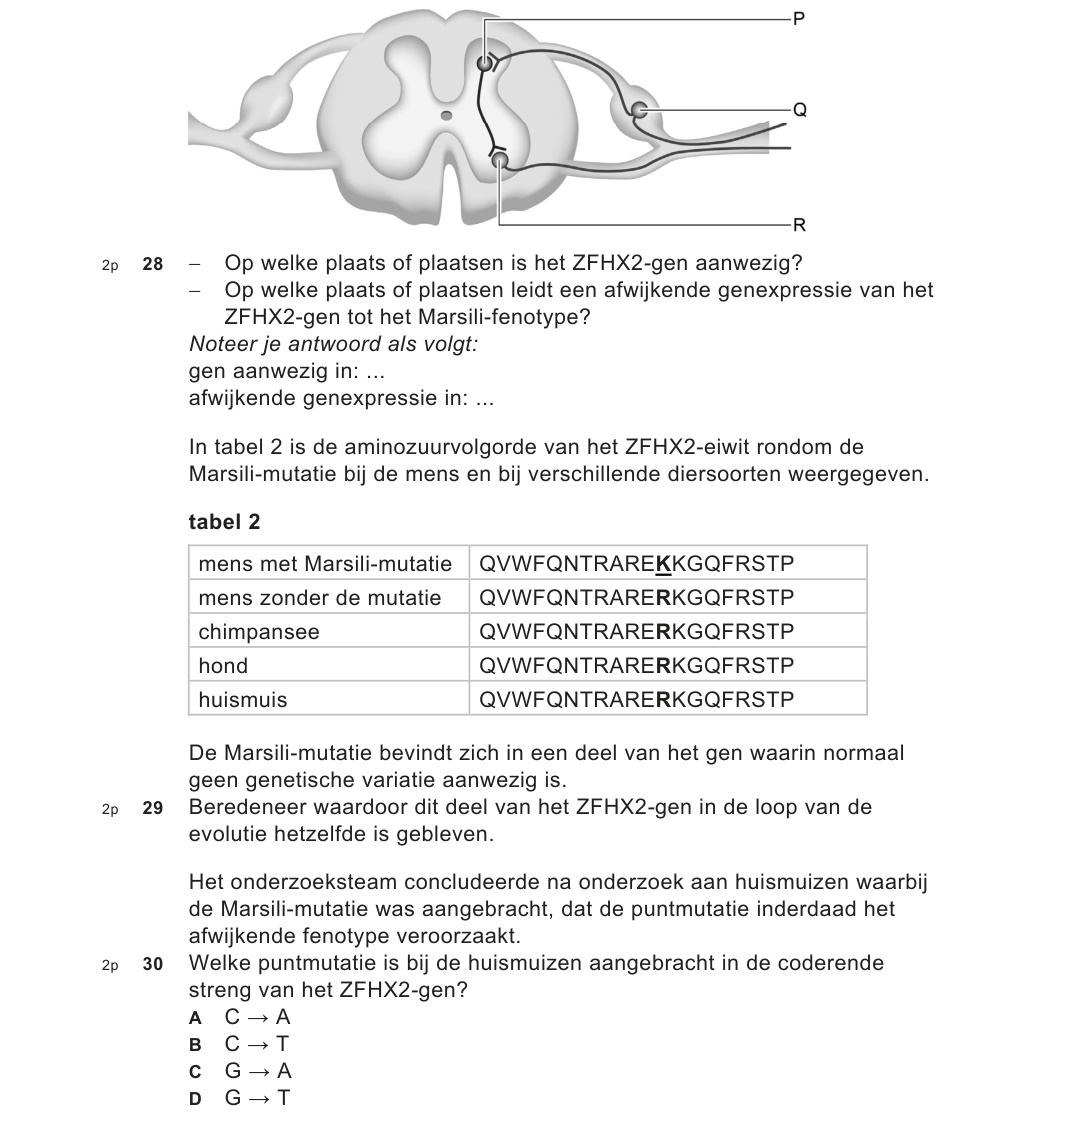 P
Q
R
2p 28 – Op welke plaats of plaatsen is het ZFHX2-gen aanwezig?
– Op welke plaats of plaatsen leidt een afwijkende genexpressie van het
ZFHX2-gen tot het Marsili-fenotype?
Noteer je antwoord als volgt:
gen aanwezig in: ...
afwijkende genexpressie in: ...
In tabel 2 is de aminozuurvolgorde van het ZFHX2-eiwit rondom de
Marsili-mutatie bij de mens en bij verschillende diersoorten weergegeven.
tabel 2
mens met Marsili-mutatie QVWFQNTRAREKKGQFRSTP
mens zonder de mutatie QVWFQNTRARERKGQFRSTP
chimpansee QVWFQNTRARERKGQFRSTP
hond QVWFQNTRARERKGQFRSTP
huismuis QVWFQNTRARERKGQFRSTP
De Marsili-mutatie bevindt zich in een deel van het gen waarin normaal
geen genetische variatie aanwezig is.
2p 29 Beredeneer waardoor dit deel van het ZFHX2-gen in de loop van de
evolutie hetzelfde is gebleven.
Het onderzoeksteam concludeerde na onderzoek aan huismuizen waarbij
de Marsili-mutatie was aangebracht, dat de puntmutatie inderdaad het
afwijkende fenotype veroorzaakt.
2p 30 Welke puntmutatie is bij de huismuizen aangebracht in de coderende
streng van het ZFHX2-gen?
A C → A
B C → T
C G → A
D G → T